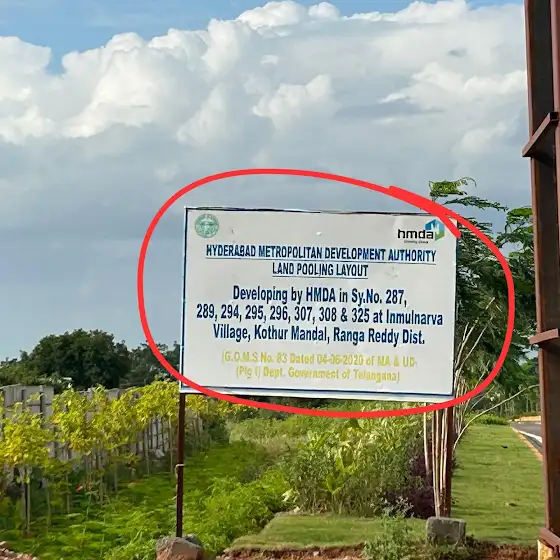 hmda
HYDERABAD METROPOLITAN DEVELOPMENT AUTHORITY
LAND POOLING LAYOUT
Developing by HMDA in Sy.No. 287,
289, 294, 295, 296, 307, 308 & 325 at Inmulnarva
Village, Kothur Mandal, Ranga Reddy Dist.
(G.O.M.S No. 83 Dated 04-06-2020 of MA & UD
(Plg I) Dept. Government of Telangana)